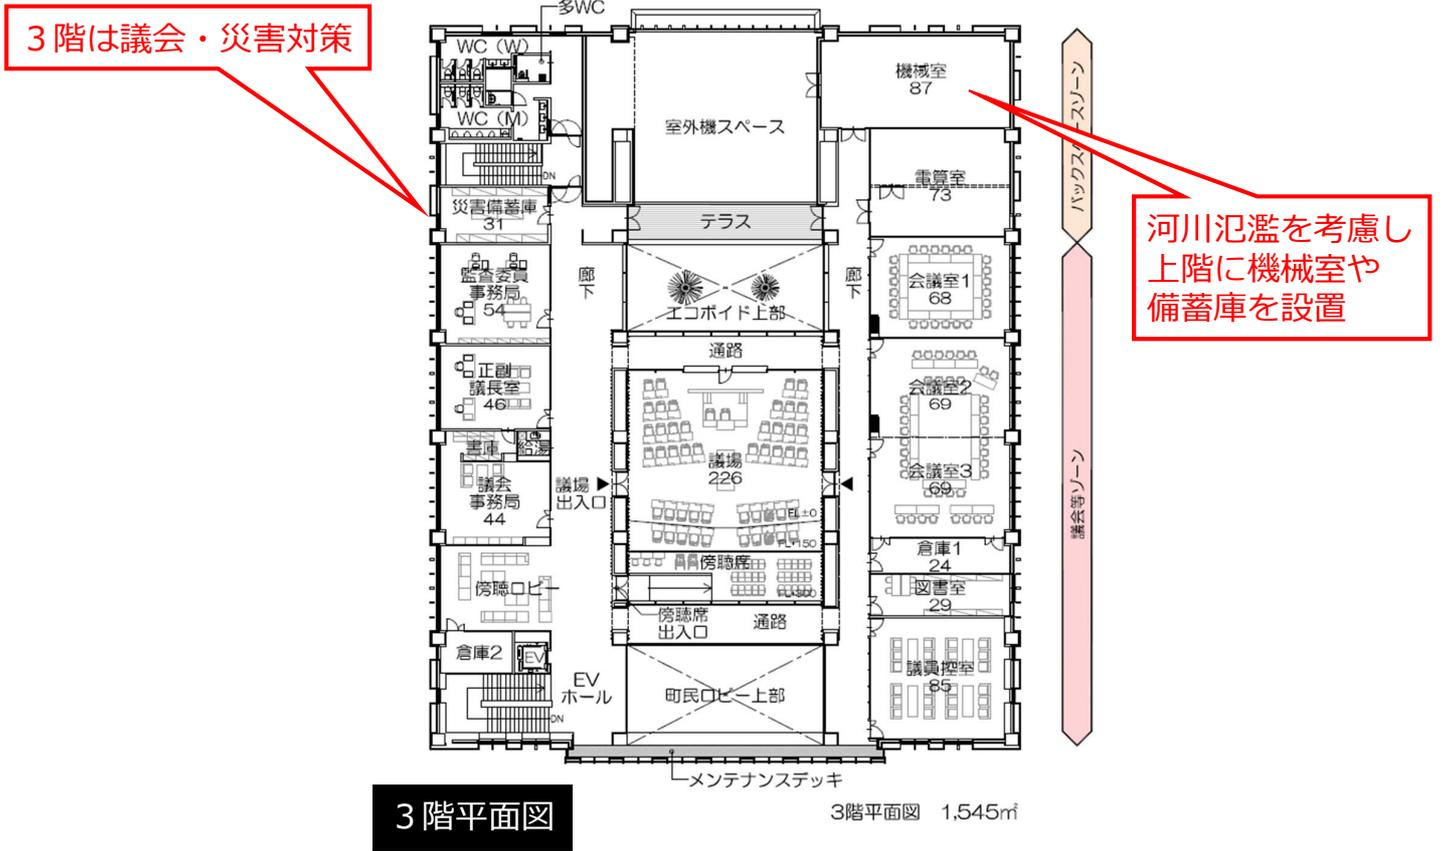 ３階は議会・災害対策
多WC
WC（W）
WC（M）
DN
室外機スペース
機械室
87
電算室
73
バックスペースゾーン
河川氾濫を考慮し
上階に機械室や
備蓄庫を設置
災害備蓄庫
31
テラス
監査委員
事務局
54
廊下
エコボイド上部
廊下
会議室1
68
通路
正副
議長室
46
会議室2
69
書庫
給湯
議場
226
会議室3
69
議会
事務局
44
議場
出入口
FL±0
FL+150
議会等ゾーン
倉庫1
24
傍聴席
FL+300
傍聴ロビー
図書室
29
傍聴席
出入口
通路
倉庫2
EV
EV
ホール
DN
町民ロビー上部
議員控室
85
メンテナンスデッキ
３階平面図
3階平面図 1,545㎡